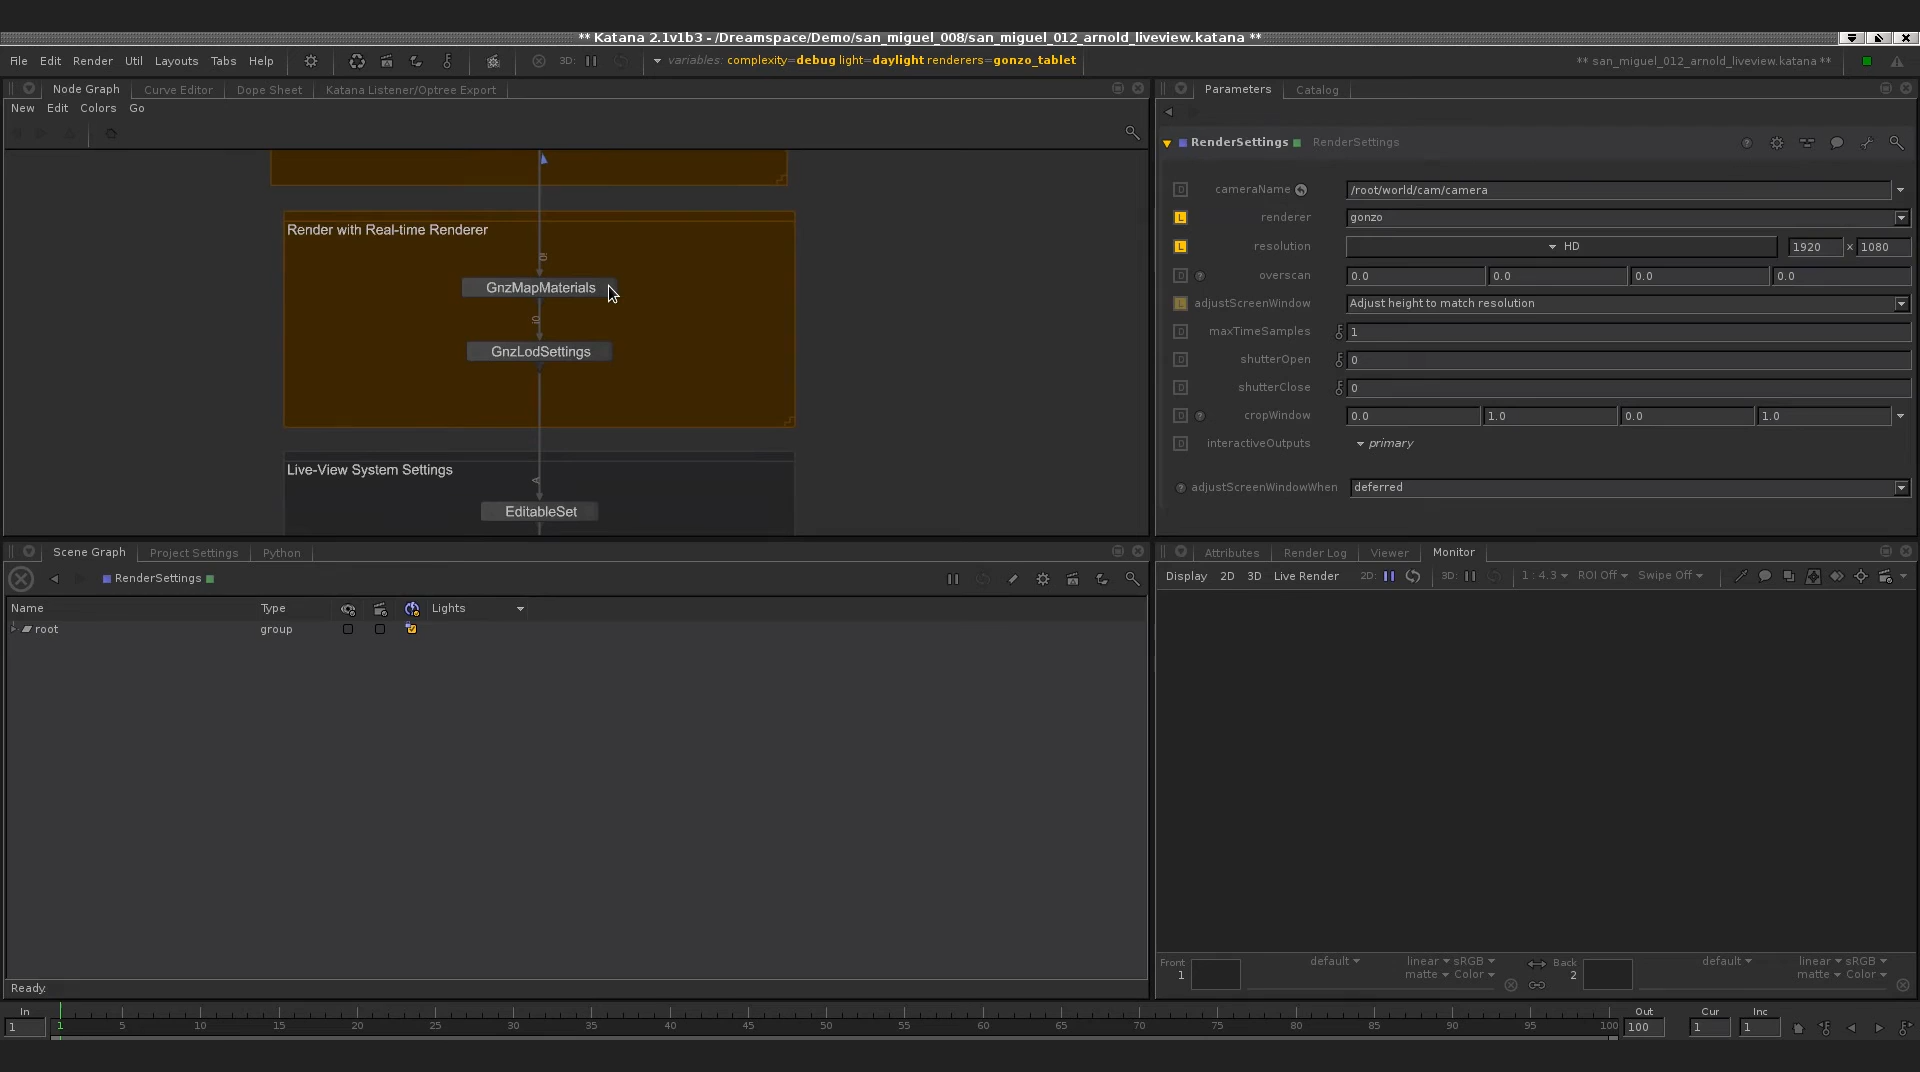 ** Katana 2.1v1b3 - /Dreamspace/Demo/san_miguel_008/san_miguel_012_arnold_liveview.katana **
File Edit Render Util Layouts Tabs Help 3D: variables: complexity=debug light=daylight renderers=gonzo_tablet ** san_miguel_012_arnold_liveview.katana **
Node Graph Curve Editor Dope Sheet Katana Listener/Optree Export
New Edit Colors Go
Render with Real-time Renderer
GnzMapMaterials
i0
GnzLodSettings
Live-View System Settings
A
EditableSet
Parameters Catalog
RenderSettings RenderSettings
D cameraName /root/world/cam/camera
L renderer gonzo
L resolution HD 1920 × 1080
D overscan 0.0 0.0 0.0 0.0
L adjustScreenWindow Adjust height to match resolution
D maxTimeSamples 1
D shutterOpen 0
D shutterClose 0
D cropWindow 0.0 1.0 0.0 1.0
D interactiveOutputs primary
adjustScreenWindowWhen deferred
Scene Graph Project Settings Python
RenderSettings
Name Type Lights
root group
Ready.
Attributes Render Log Viewer Monitor
Display 2D 3D Live Render 2D: 3D: 1 : 4.3 ROI Off Swipe Off
Front default linear sRGB Back default linear sRGB
1 matte Color 2 matte Color
In Out Cur Inc
1 1 5 10 15 20 25 30 35 40 45 50 55 60 65 70 75 80 85 90 95 100 100 1 1